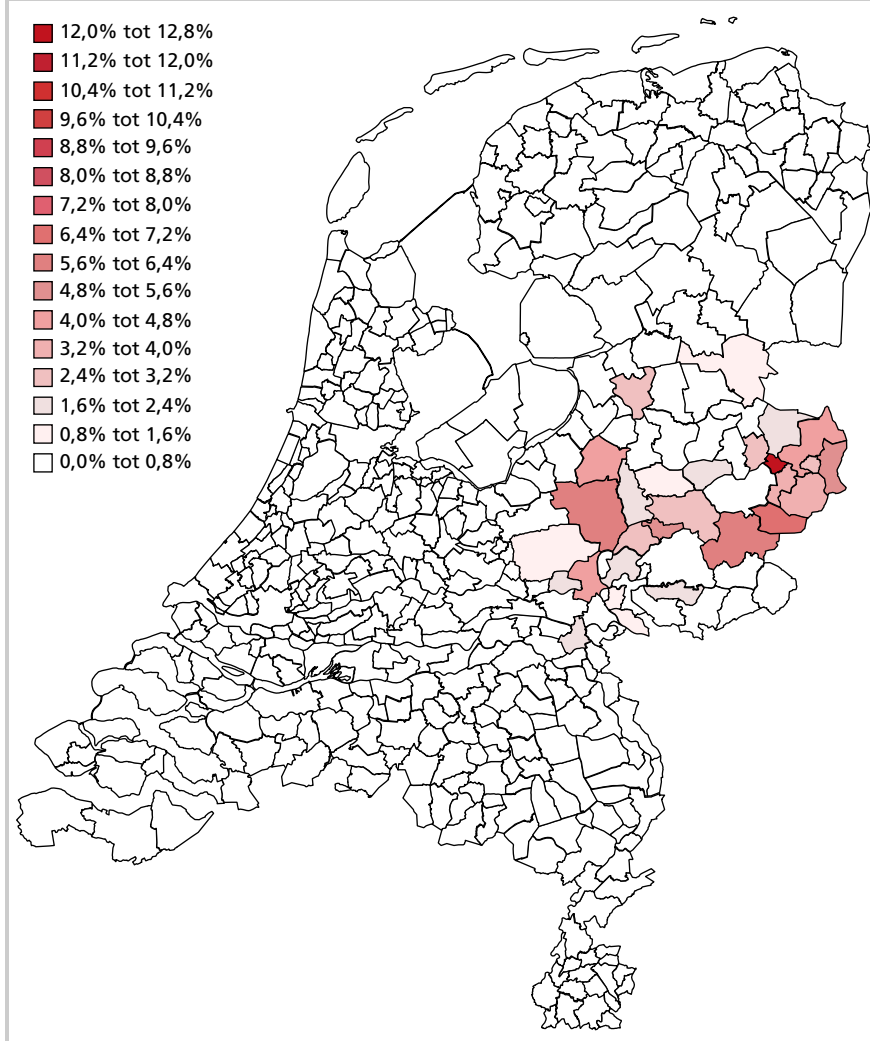 12,0% tot 12,8%
11,2% tot 12,0%
10,4% tot 11,2%
9,6% tot 10,4%
8,8% tot 9,6%
8,0% tot 8,8%
7,2% tot 8,0%
6,4% tot 7,2%
5,6% tot 6,4%
4,8% tot 5,6%
4,0% tot 4,8%
3,2% tot 4,0%
2,4% tot 3,2%
1,6% tot 2,4%
0,8% tot 1,6%
0,0% tot 0,8%